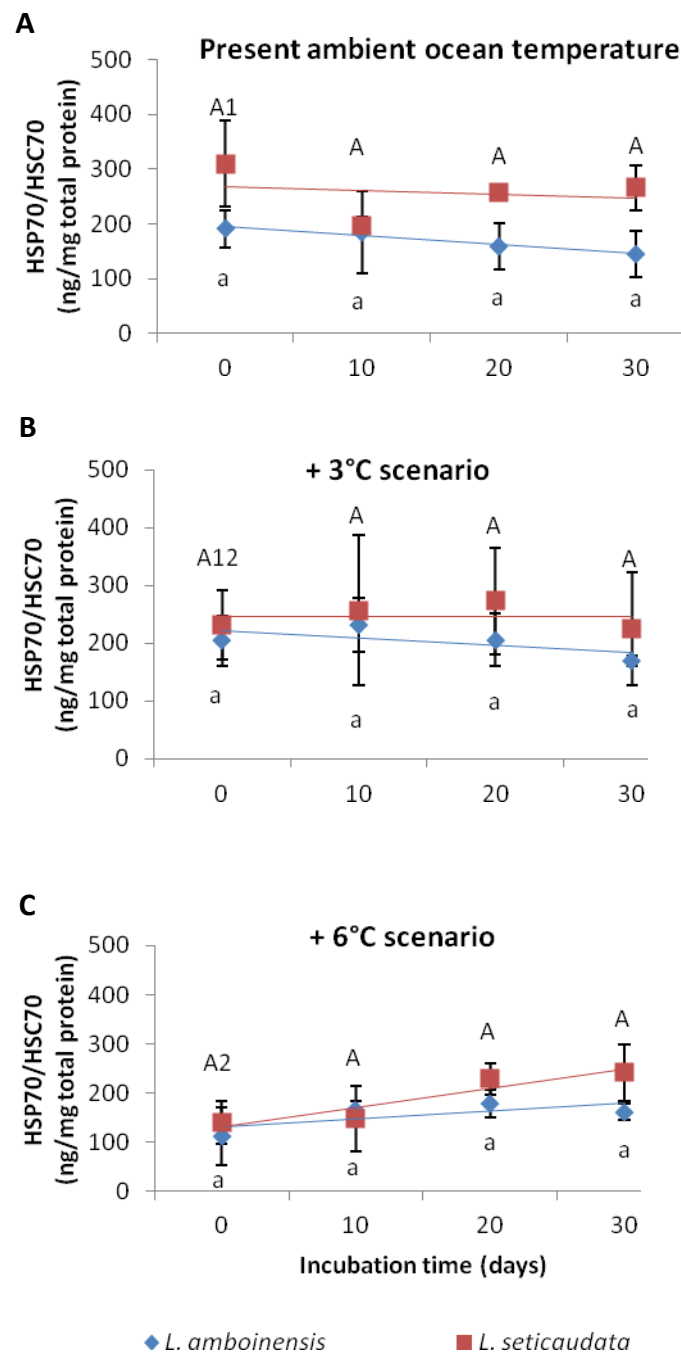 A
Present ambient ocean temperature
HSP70/HSC70
(ng/mg total protein)
500
400
300
200
100
0
A1
A
A
A
a
a
a
a
0 10 20 30
B
+ 3°C scenario
HSP70/HSC70
(ng/mg total protein)
500
400
300
200
100
0
A12
A
A
A
a
a
a
a
0 10 20 30
C
+ 6°C scenario
HSP70/HSC70
(ng/mg total protein)
500
400
300
200
100
0
A2
A
A
A
a
a
a
a
0 10 20 30
Incubation time (days)
L. amboinensis L. seticaudata